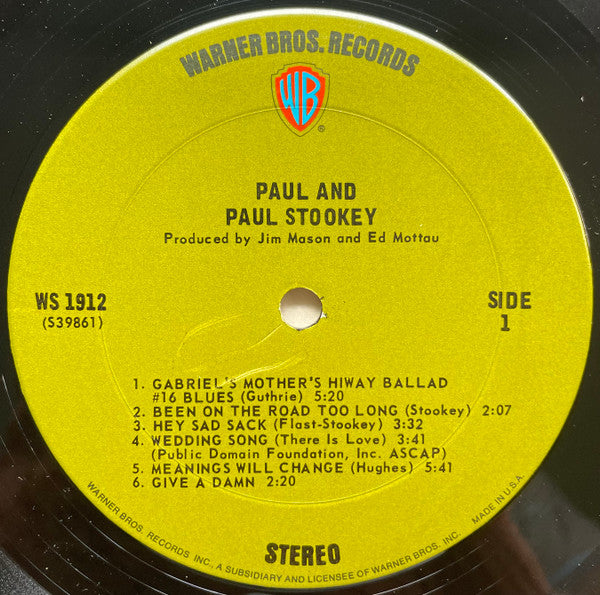 WARNER BROS. RECORDS
WB
®
PAUL AND
PAUL STOOKEY
Produced by Jim Mason and Ed Mottau
WS 1912
(S39861)
SIDE
1
1. GABRIEL'S MOTHER'S HIWAY BALLAD
#16 BLUES (Guthrie) 5:20
2. BEEN ON THE ROAD TOO LONG (Stookey) 2:07
3. HEY SAD SACK (Flast-Stookey) 3:32
4. WEDDING SONG (There Is Love) 3:41
(Public Domain Foundation, Inc. ASCAP)
5. MEANINGS WILL CHANGE (Hughes) 5:41
6. GIVE A DAMN 2:20
STEREO
WARNER BROS. RECORDS INC., A SUBSIDIARY AND LICENSEE OF WARNER BROS. INC. MADE IN U.S.A.